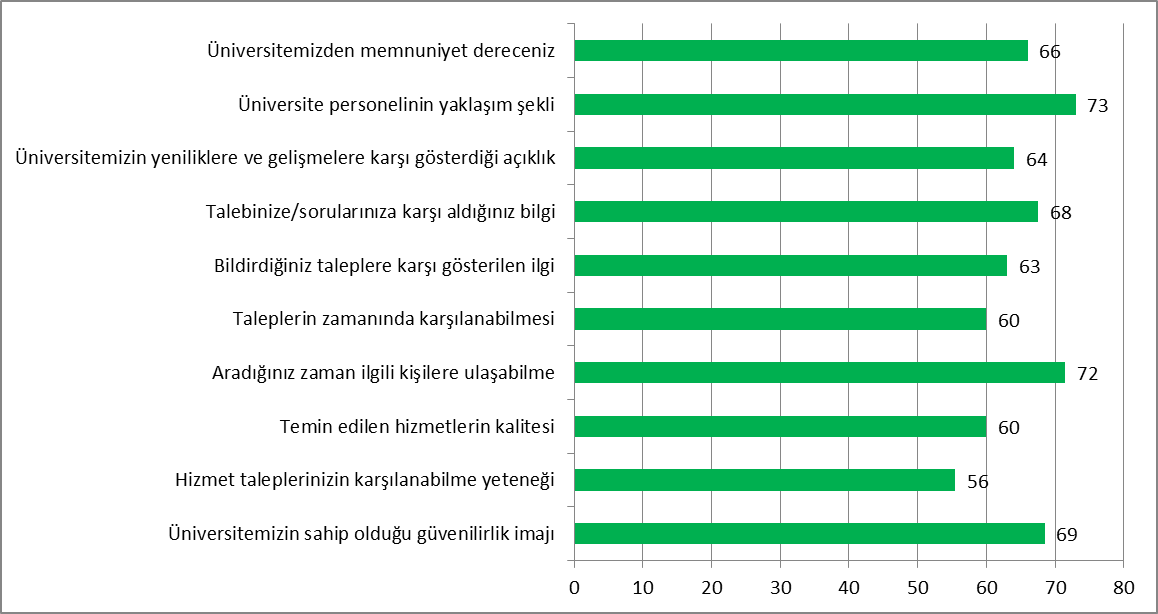 Üniversitemizden memnuniyet dereceniz 66
Üniversite personelinin yaklaşım şekli 73
Üniversitemizin yeniliklere ve gelişmelere karşı gösterdiği açıklık 64
Talebinize/sorularınıza karşı aldığınız bilgi 68
Bildirdiğiniz taleplere karşı gösterilen ilgi 63
Taleplerin zamanında karşılanabilmesi 60
Aradığınız zaman ilgili kişilere ulaşabilme 72
Temin edilen hizmetlerin kalitesi 60
Hizmet taleplerinizin karşılanabilme yeteneği 56
Üniversitemizin sahip olduğu güvenilirlik imajı 69
0 10 20 30 40 50 60 70 80